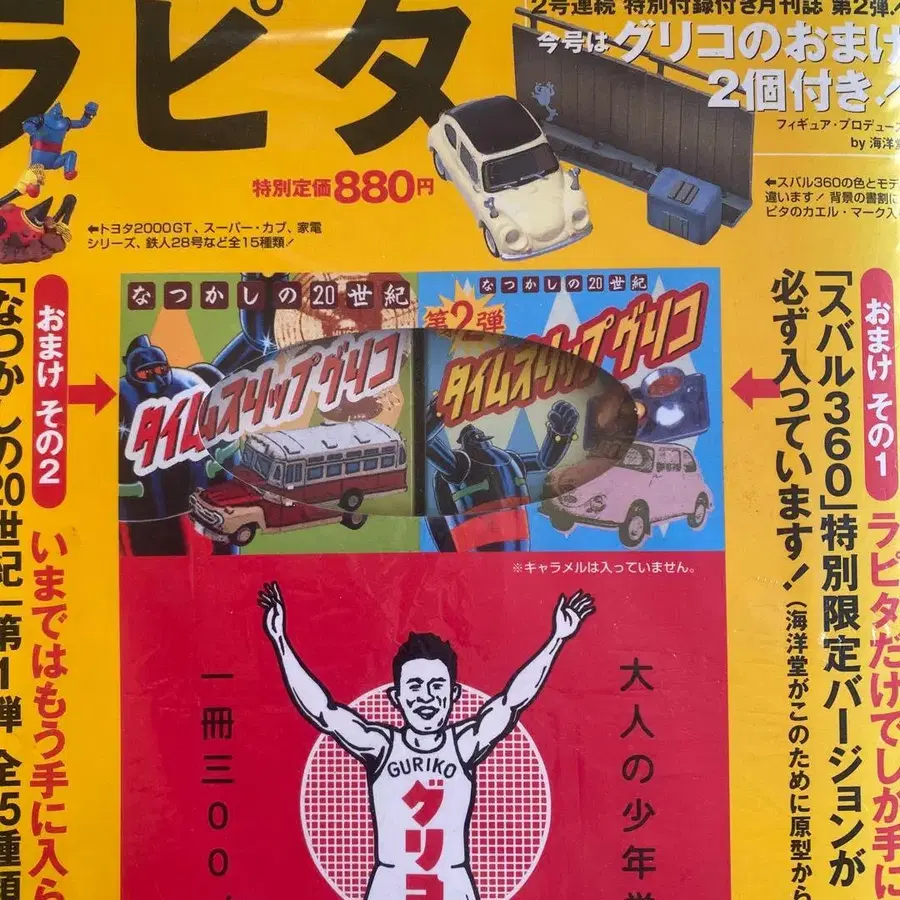 ラピタ
2号連続 特別付録付き月刊誌 第2弾!
今号はグリコのおまけ
2個付き!
フィギュア・プロデュース
by 海洋堂
特別定価880円
←トヨタ2000GT、スーパー・カブ、家電
シリーズ、鉄人28号など全15種類!
←スバル360の色とモデ
違います! 背景の書割に
ピタのカエル・マーク入
おまけ その1
ラピタだけでしか手に
「スバル360」特別限定バージョンが
必ず入っています!
(海洋堂がこのために原型から
なつかしの20世紀
タイムスリップグリコ
なつかしの20世紀
第2弾
タイムスリップグリコ
おまけ その2
いまではもう手に入ら
「なつかしの20世紀」第1弾 全15種類
※キャラメルは入っていません。
大人の少年
一冊三〇〇
GURIKO
グリコ